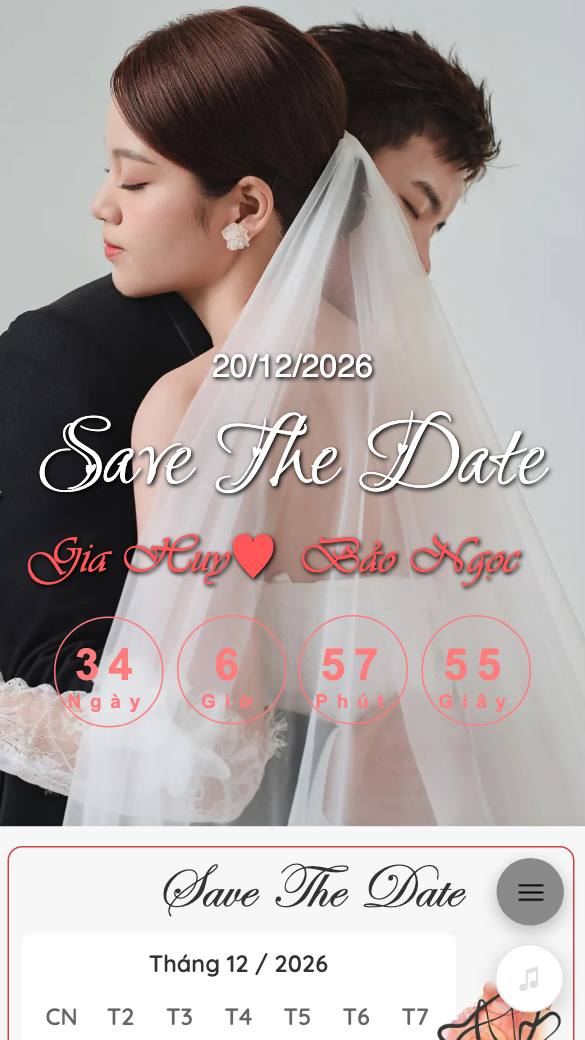 20/12/2026
Save The Date
Gia Huy♥ Bảo Ngọc
34 6 57 55
Ngày Giờ Phút Giây
Save The Date
Tháng 12 / 2026
CN T2 T3 T4 T5 T6 T7